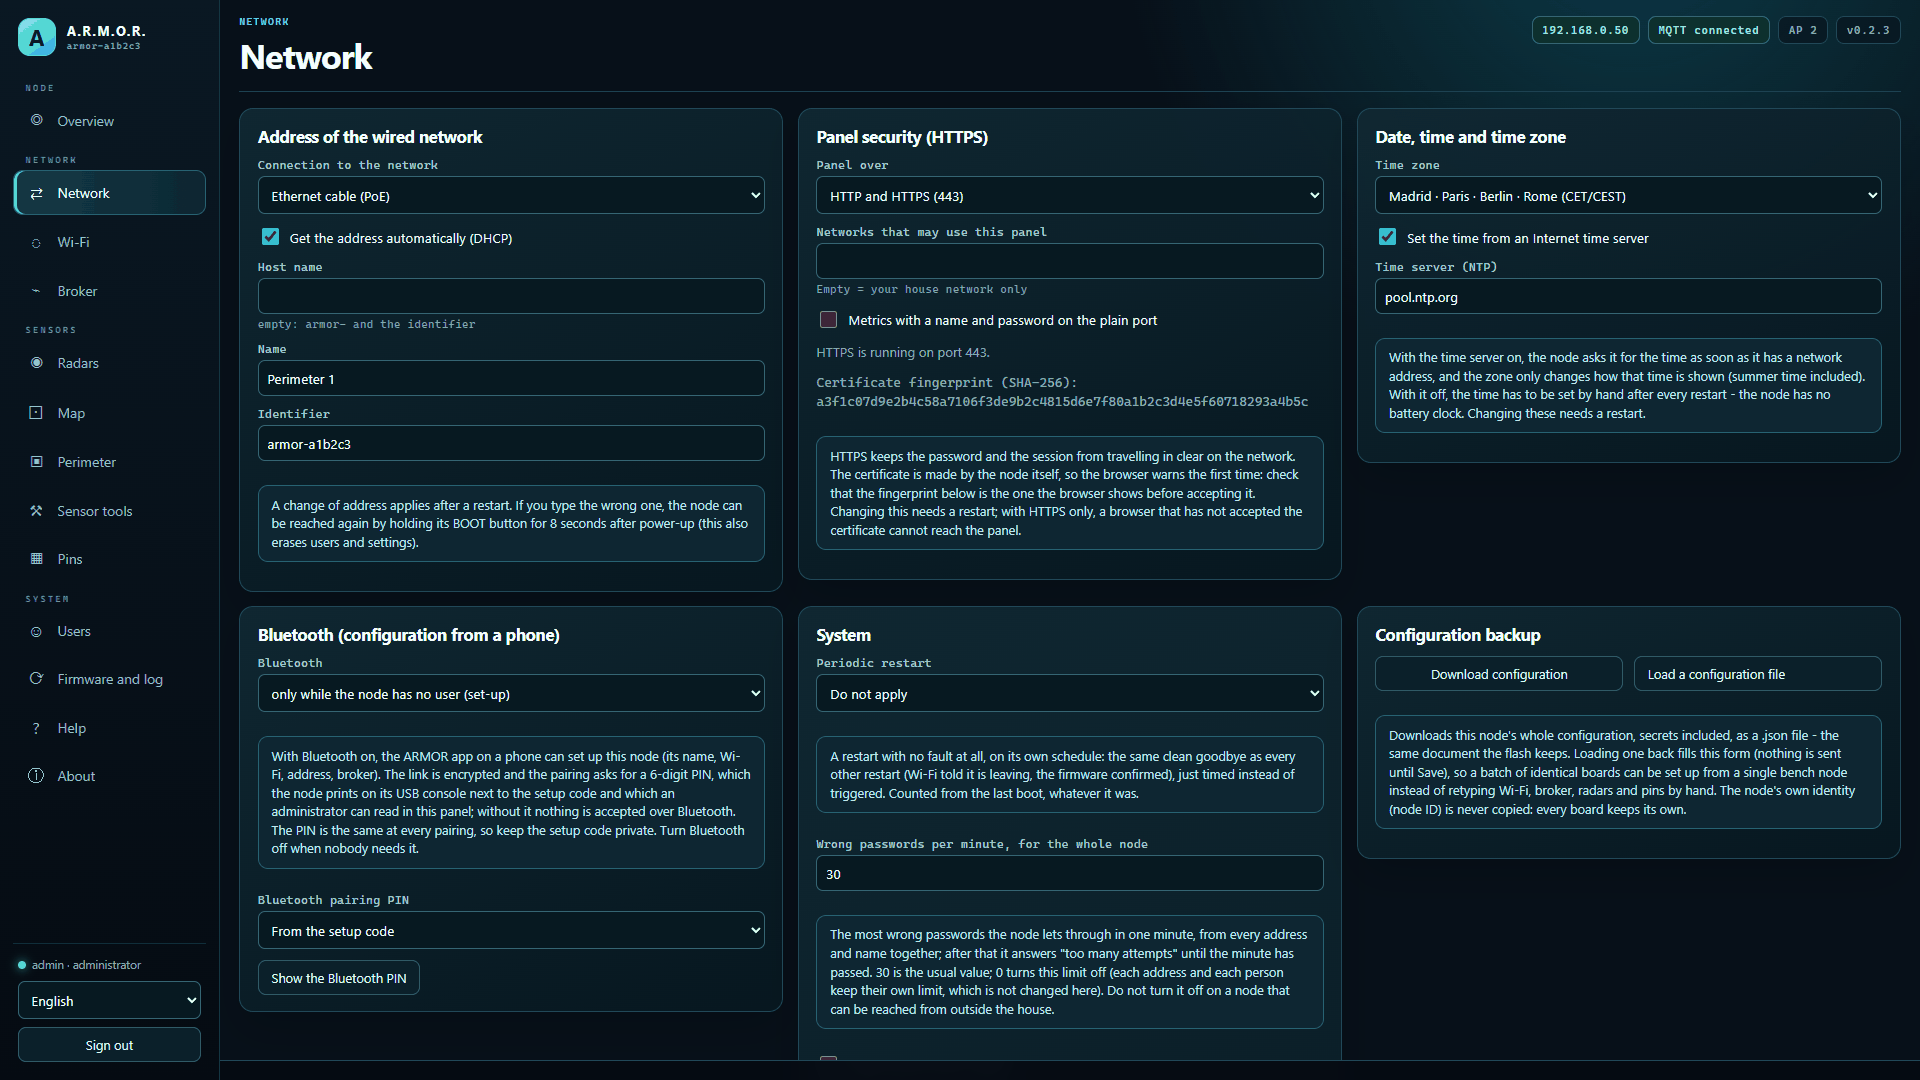 A
A.R.M.O.R.
armor-a1b2c3
NODE
Overview
NETWORK
Network
Wi-Fi
Broker
SENSORS
Radars
Map
Perimeter
Sensor tools
Pins
SYSTEM
Users
Firmware and log
? Help
About
admin · administrator
English
Sign out
NETWORK
Network
192.168.0.50
MQTT connected
AP 2
v0.2.3
Address of the wired network
Connection to the network
Ethernet cable (PoE)
Get the address automatically (DHCP)
Host name
empty: armor- and the identifier
Name
Perimeter 1
Identifier
armor-a1b2c3
A change of address applies after a restart. If you type the wrong one, the node can
be reached again by holding its BOOT button for 8 seconds after power-up (this also
erases users and settings).
Panel security (HTTPS)
Panel over
HTTP and HTTPS (443)
Networks that may use this panel
Empty = your house network only
Metrics with a name and password on the plain port
HTTPS is running on port 443.
Certificate fingerprint (SHA-256):
a3f1c07d9e2b4c58a7106f3de9b2c4815d6e7f80a1b2c3d4e5f60718293a4b5c
HTTPS keeps the password and the session from travelling in clear on the network.
The certificate is made by the node itself, so the browser warns the first time: check
that the fingerprint below is the one the browser shows before accepting it.
Changing this needs a restart; with HTTPS only, a browser that has not accepted the
certificate cannot reach the panel.
Date, time and time zone
Time zone
Madrid · Paris · Berlin · Rome (CET/CEST)
Set the time from an Internet time server
Time server (NTP)
pool.ntp.org
With the time server on, the node asks it for the time as soon as it has a network
address, and the zone only changes how that time is shown (summer time included).
With it off, the time has to be set by hand after every restart - the node has no
battery clock. Changing these needs a restart.
Bluetooth (configuration from a phone)
Bluetooth
only while the node has no user (set-up)
With Bluetooth on, the ARMOR app on a phone can set up this node (its name, Wi-
Fi, address, broker). The link is encrypted and the pairing asks for a 6-digit PIN, which
the node prints on its USB console next to the setup code and which an
administrator can read in this panel; without it nothing is accepted over Bluetooth.
The PIN is the same at every pairing, so keep the setup code private. Turn Bluetooth
off when nobody needs it.
Bluetooth pairing PIN
From the setup code
Show the Bluetooth PIN
System
Periodic restart
Do not apply
A restart with no fault at all, on its own schedule: the same clean goodbye as every
other restart (Wi-Fi told it is leaving, the firmware confirmed), just timed instead of
triggered. Counted from the last boot, whatever it was.
Wrong passwords per minute, for the whole node
30
The most wrong passwords the node lets through in one minute, from every address
and name together; after that it answers "too many attempts" until the minute has
passed. 30 is the usual value; 0 turns this limit off (each address and each person
keep their own limit, which is not changed here). Do not turn it off on a node that
can be reached from outside the house.
Configuration backup
Download configuration
Load a configuration file
Downloads this node's whole configuration, secrets included, as a .json file - the
same document the flash keeps. Loading one back fills this form (nothing is sent
until Save), so a batch of identical boards can be set up from a single bench node
instead of retyping Wi-Fi, broker, radars and pins by hand. The node's own identity
(node ID) is never copied: every board keeps its own.